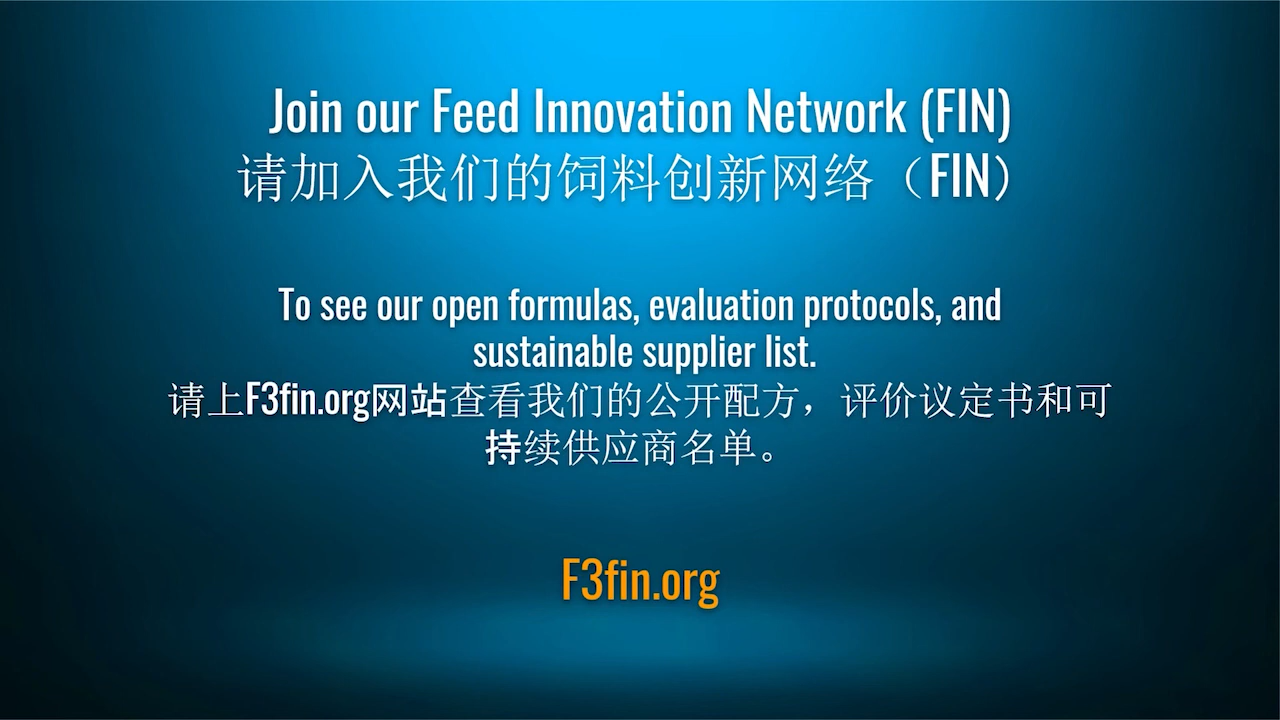 Join our Feed Innovation Network (FIN)
请加入我们的饲料创新网络（FIN）
To see our open formulas, evaluation protocols, and
sustainable supplier list.
请上F3fin.org网站查看我们的公开配方，评价议定书和可
持续供应商名单。
F3fin.org